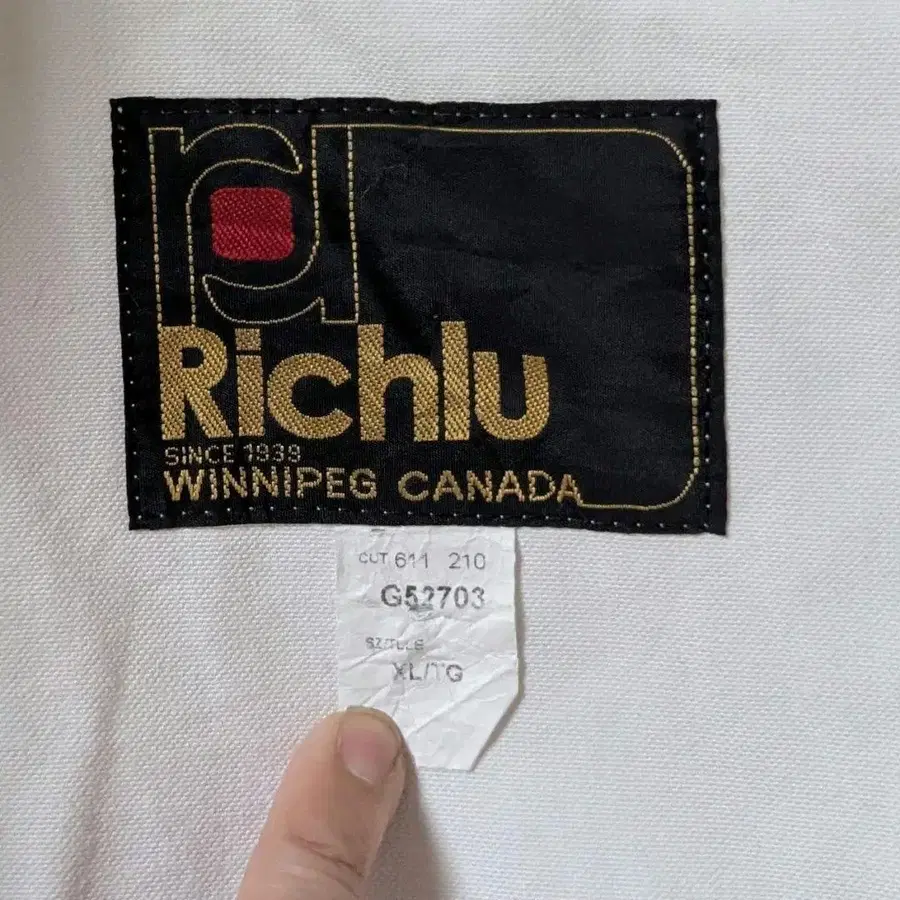 Richlu
SINCE 1939
WINNIPEG CANADA
CUT 611 210
G52703
SZ/TLLE
XL/TG